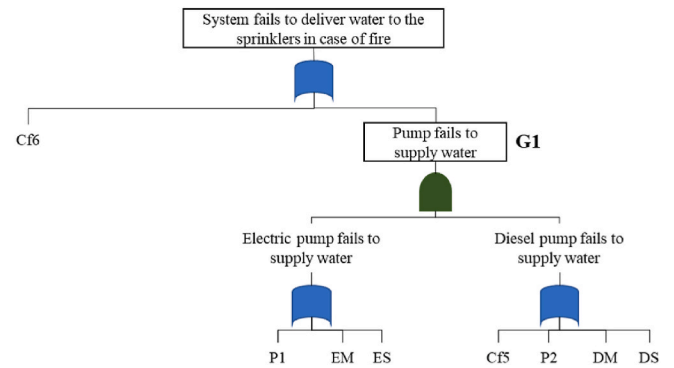 System fails to deliver water to the
sprinklers in case of fire
Cf6
Pump fails to
supply water
G1
Electric pump fails to
supply water
Diesel pump fails to
supply water
P1 EM ES
Cf5 P2 DM DS